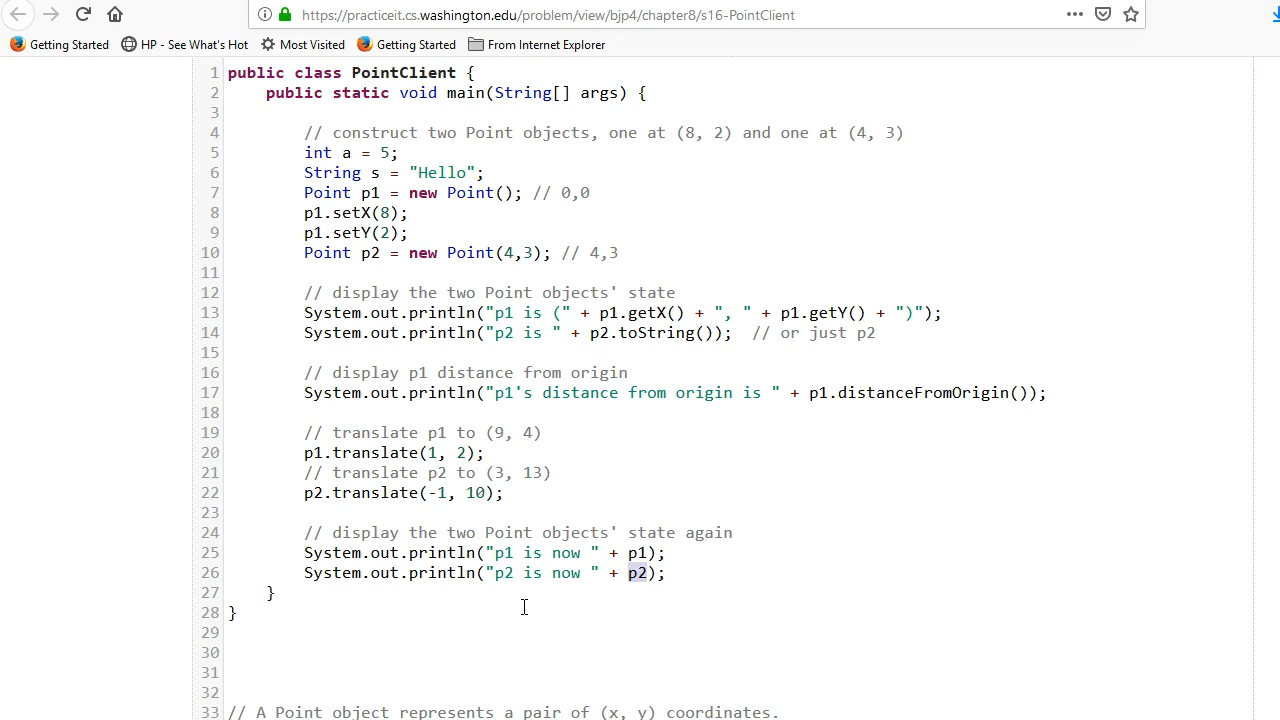 https://practiceit.cs.washington.edu/problem/view/bjp4/chapter8/s16-PointClient
Getting Started HP - See What's Hot Most Visited Getting Started From Internet Explorer
1 public class PointClient {
2     public static void main(String[] args) {
3
4         // construct two Point objects, one at (8, 2) and one at (4, 3)
5         int a = 5;
6         String s = "Hello";
7         Point p1 = new Point(); // 0,0
8         p1.setX(8);
9         p1.setY(2);
10         Point p2 = new Point(4,3); // 4,3
11
12         // display the two Point objects' state
13         System.out.println("p1 is (" + p1.getX() + ", " + p1.getY() + ")");
14         System.out.println("p2 is " + p2.toString());  // or just p2
15
16         // display p1 distance from origin
17         System.out.println("p1's distance from origin is " + p1.distanceFromOrigin());
18
19         // translate p1 to (9, 4)
20         p1.translate(1, 2);
21         // translate p2 to (3, 13)
22         p2.translate(-1, 10);
23
24         // display the two Point objects' state again
25         System.out.println("p1 is now " + p1);
26         System.out.println("p2 is now " + p2);
27     }
28 }
29
30
31
32
33 // A Point object represents a pair of (x, y) coordinates.